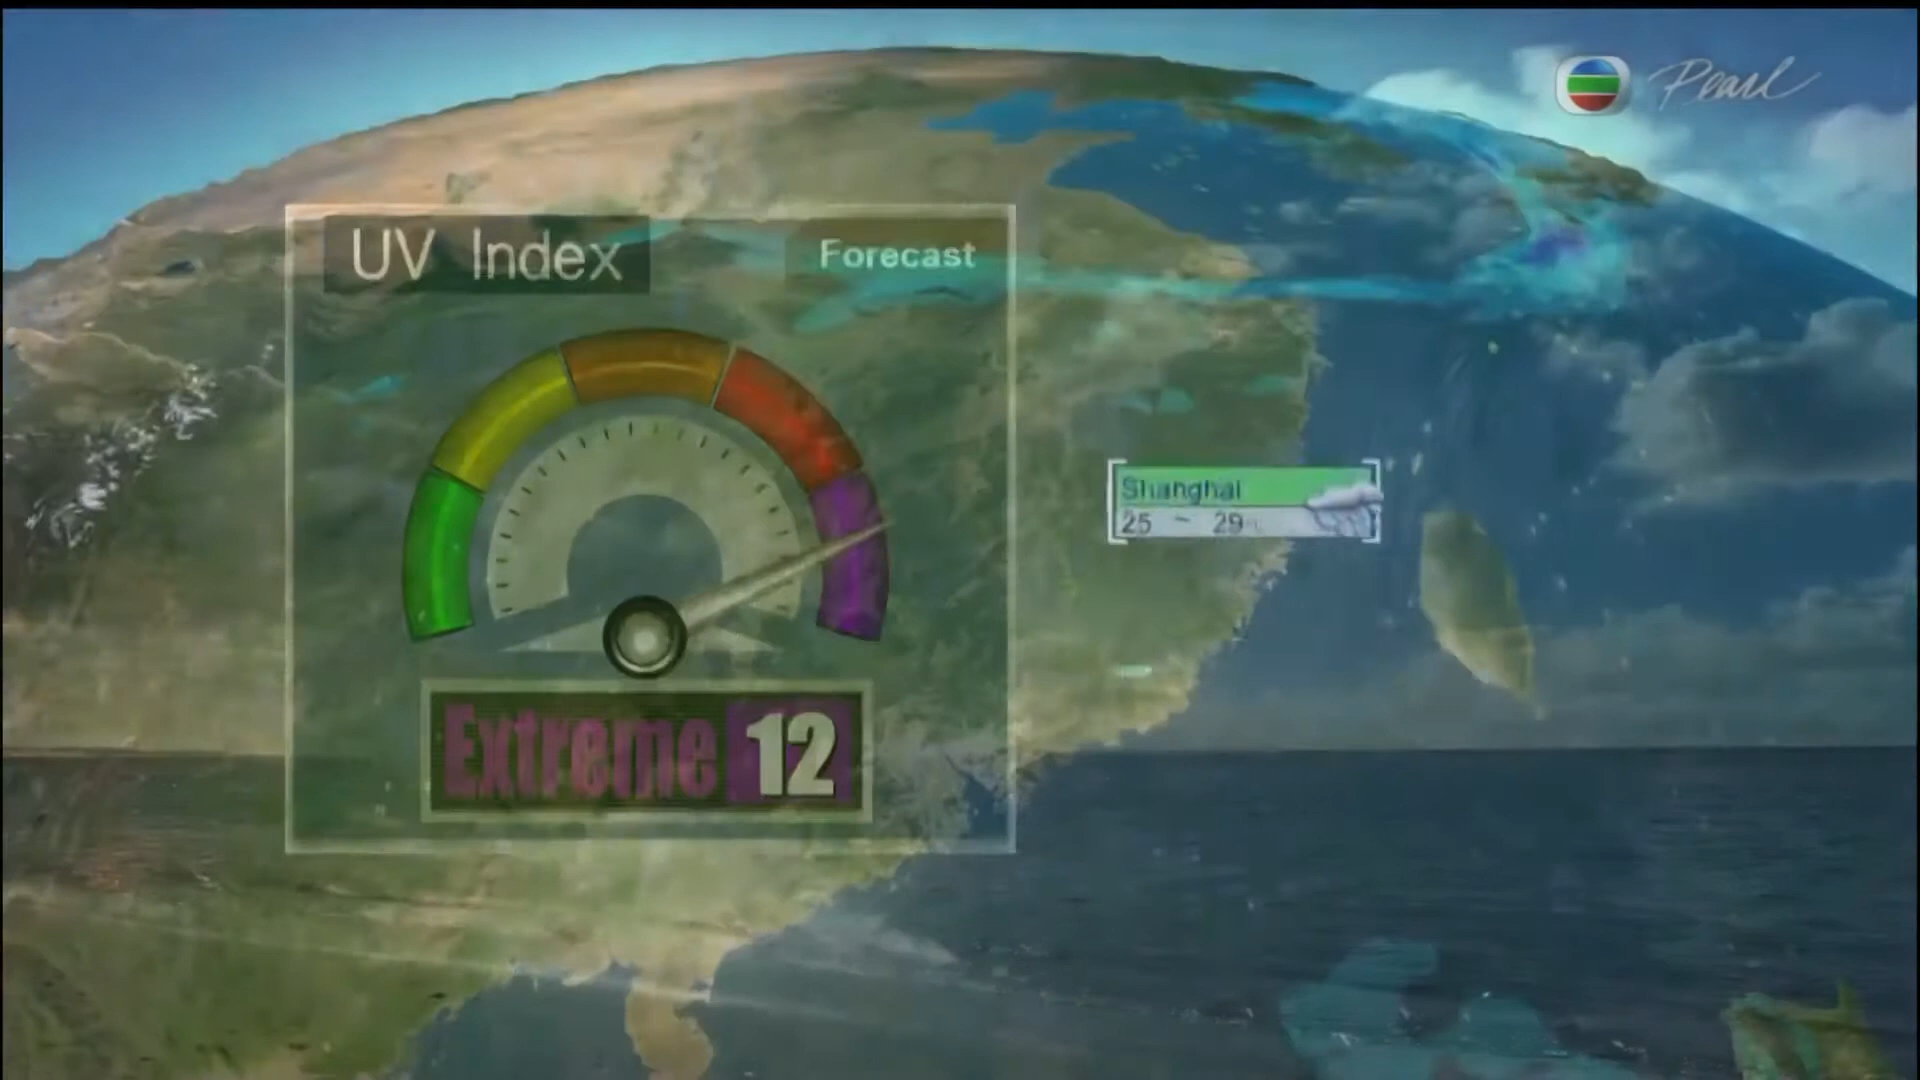 Pearl
UV Index
Forecast
Shanghai
25 ~ 29
Extreme 12